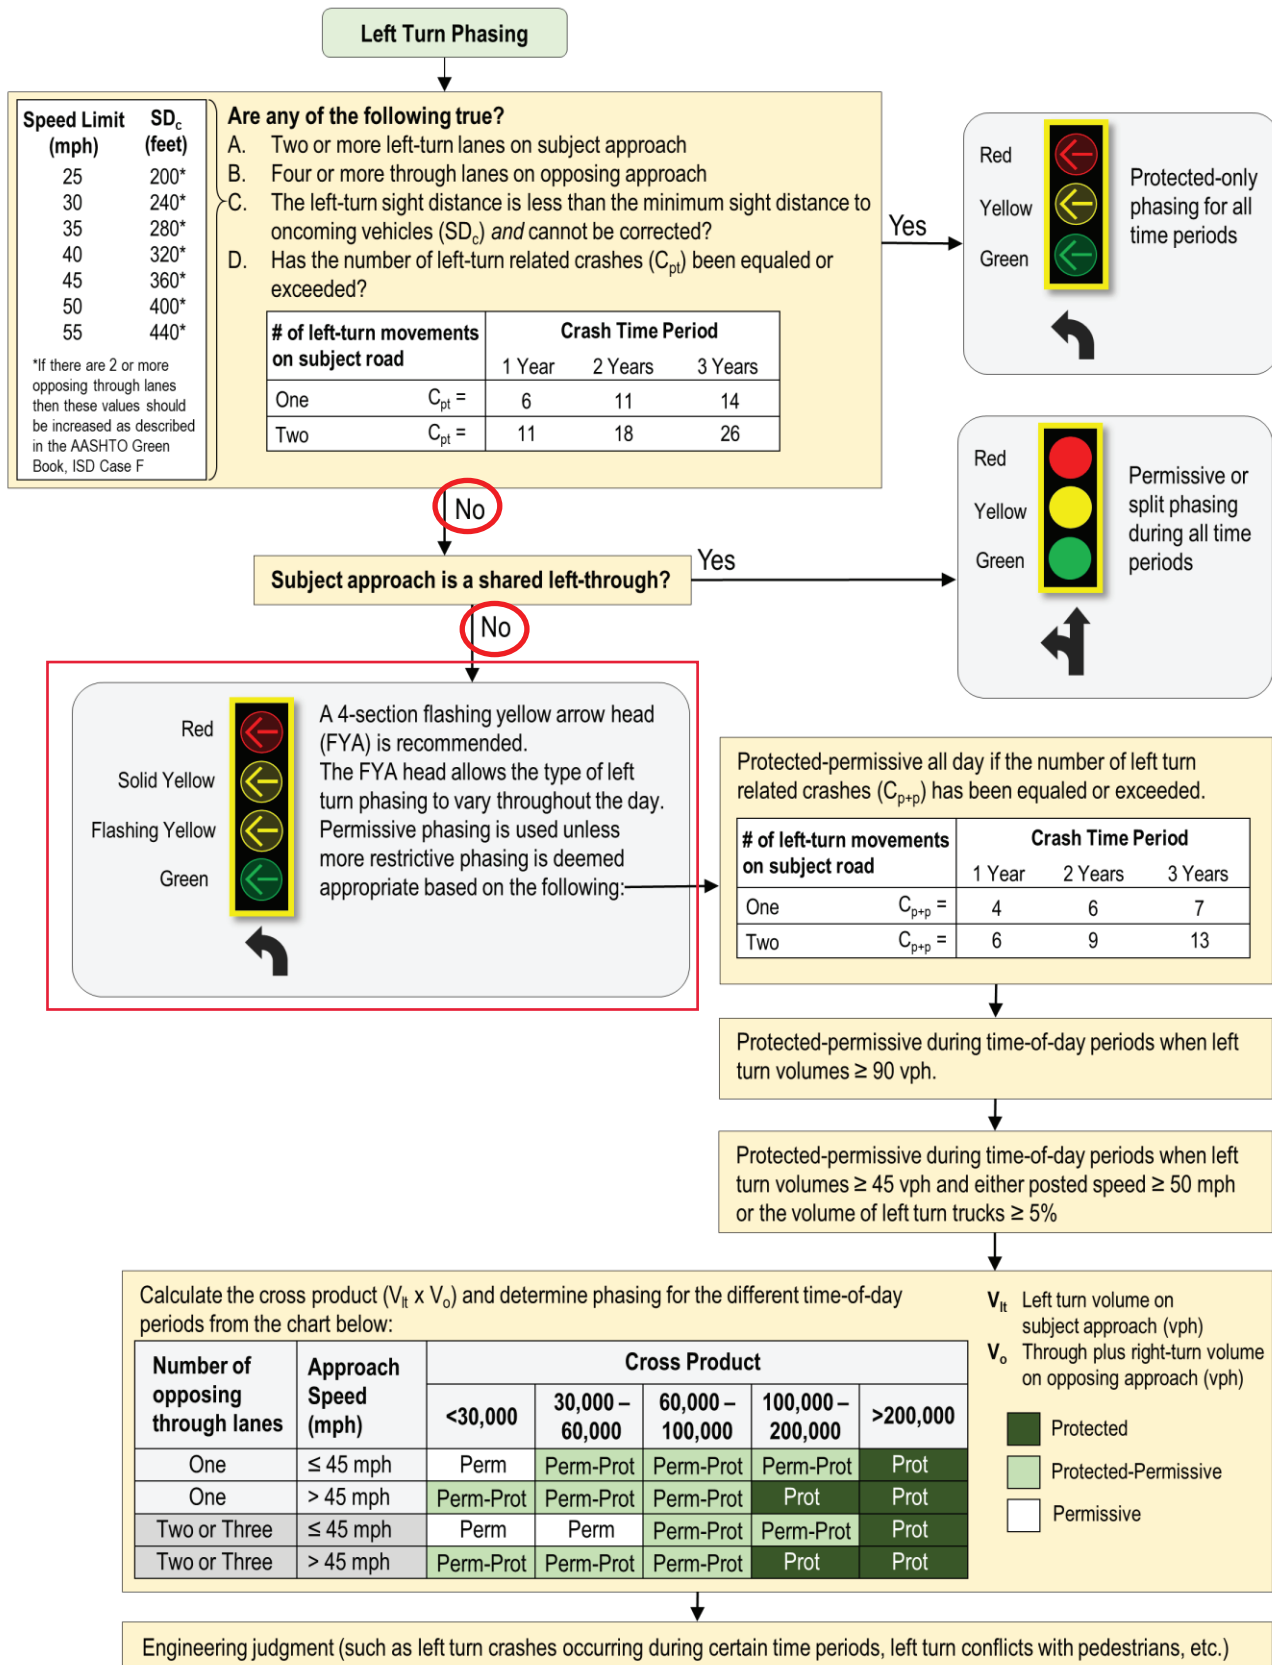 Left Turn Phasing
Speed Limit
(mph)
SDc
(feet)
25 200*
30 240*
35 280*
40 320*
45 360*
50 400*
55 440*
*If there are 2 or more
opposing through lanes
then these values should
be increased as described
in the AASHTO Green
Book, ISD Case F
Are any of the following true?
A. Two or more left-turn lanes on subject approach
B. Four or more through lanes on opposing approach
C. The left-turn sight distance is less than the minimum sight distance to
oncoming vehicles (SDc) and cannot be corrected?
D. Has the number of left-turn related crashes (Cpt) been equaled or
exceeded?
# of left-turn movements
on subject road
Crash Time Period
1 Year 2 Years 3 Years
One Cpt = 6 11 14
Two Cpt = 11 18 26
Yes
Red
Yellow
Green
Protected-only
phasing for all
time periods
No
Subject approach is a shared left-through?
Yes
Red
Yellow
Green
Permissive or
split phasing
during all time
periods
No
Red
Solid Yellow
Flashing Yellow
Green
A 4-section flashing yellow arrow head
(FYA) is recommended.
The FYA head allows the type of left
turn phasing to vary throughout the day.
Permissive phasing is used unless
more restrictive phasing is deemed
appropriate based on the following:
Protected-permissive all day if the number of left turn
related crashes (Cp+p) has been equaled or exceeded.
# of left-turn movements
on subject road
Crash Time Period
1 Year 2 Years 3 Years
One Cp+p = 4 6 7
Two Cp+p = 6 9 13
Protected-permissive during time-of-day periods when left
turn volumes ≥ 90 vph.
Protected-permissive during time-of-day periods when left
turn volumes ≥ 45 vph and either posted speed ≥ 50 mph
or the volume of left turn trucks ≥ 5%
Calculate the cross product (Vlt x Vo) and determine phasing for the different time-of-day
periods from the chart below:
Number of
opposing
through lanes
Approach
Speed
(mph)
Cross Product
<30,000
30,000 –
60,000
60,000 –
100,000
100,000 –
200,000
>200,000
One ≤ 45 mph Perm Perm-Prot Perm-Prot Perm-Prot Prot
One > 45 mph Perm-Prot Perm-Prot Perm-Prot Prot Prot
Two or Three ≤ 45 mph Perm Perm Perm-Prot Perm-Prot Prot
Two or Three > 45 mph Perm-Prot Perm-Prot Perm-Prot Prot Prot
Vlt Left turn volume on
subject approach (vph)
Vo Through plus right-turn volume
on opposing approach (vph)
Protected
Protected-Permissive
Permissive
Engineering judgment (such as left turn crashes occurring during certain time periods, left turn conflicts with pedestrians, etc.)